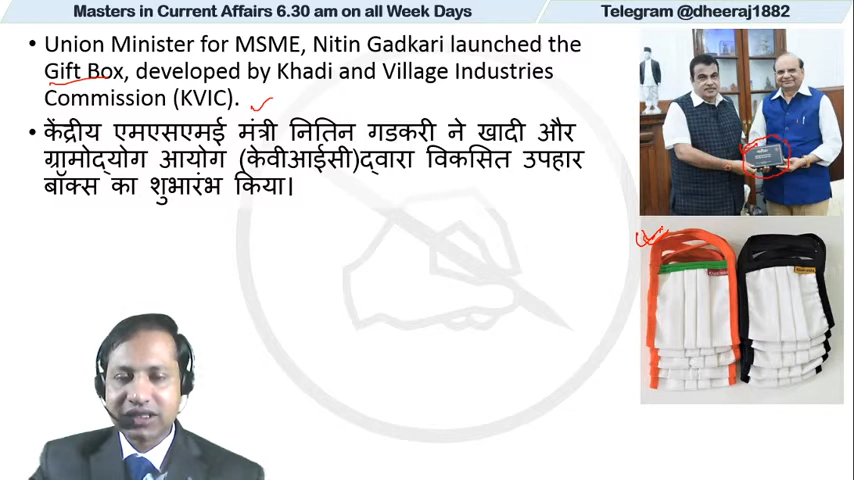 Masters in Current Affairs 6.30 am on all Week Days
Telegram @dheeraj1882
• Union Minister for MSME, Nitin Gadkari launched the
Gift Box, developed by Khadi and Village Industries
Commission (KVIC).
• केंद्रीय एमएसएमई मंत्री नितिन गडकरी ने खादी और
ग्रामोद्योग आयोग (केवीआईसी)द्वारा विकसित उपहार
बॉक्स का शुभारंभ किया।